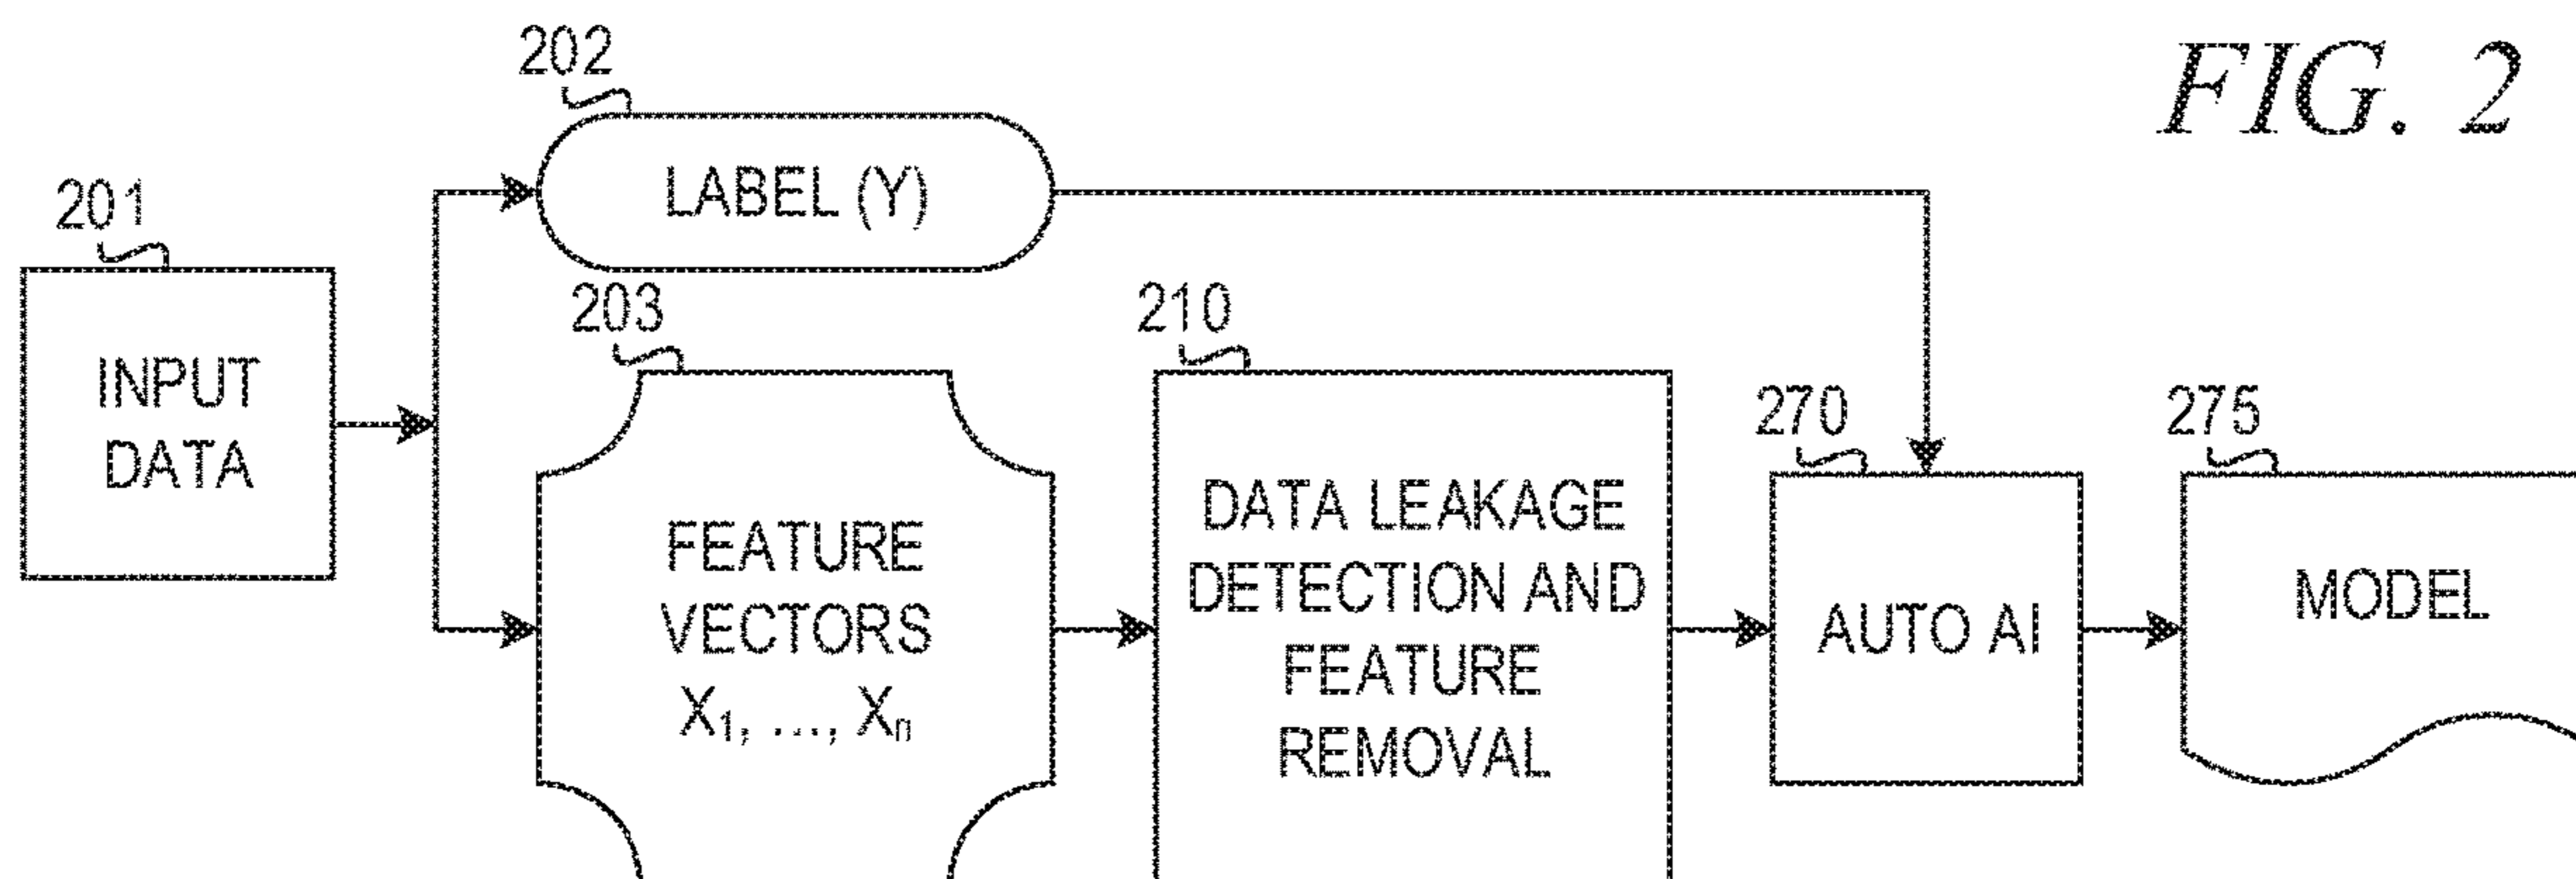 FIG. 2
202
LABEL (Y)
201
INPUT
DATA
203
FEATURE
VECTORS
X₁, ..., Xₙ
210
DATA LEAKAGE
DETECTION AND
FEATURE
REMOVAL
270
AUTO AI
275
MODEL